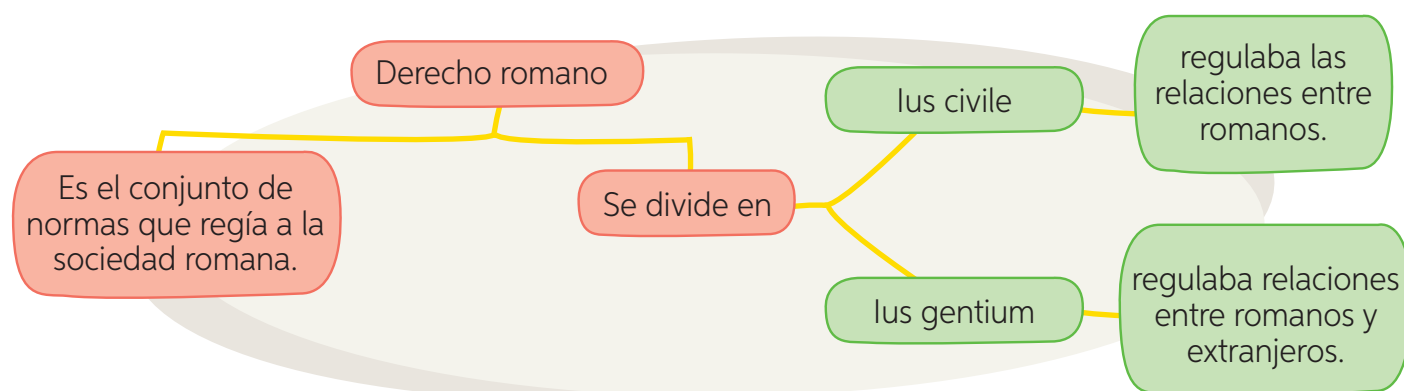 Derecho romano
Es el conjunto de
normas que regía a la
sociedad romana.
Se divide en
Ius civile
regulaba las
relaciones entre
romanos.
Ius gentium
regulaba relaciones
entre romanos y
extranjeros.